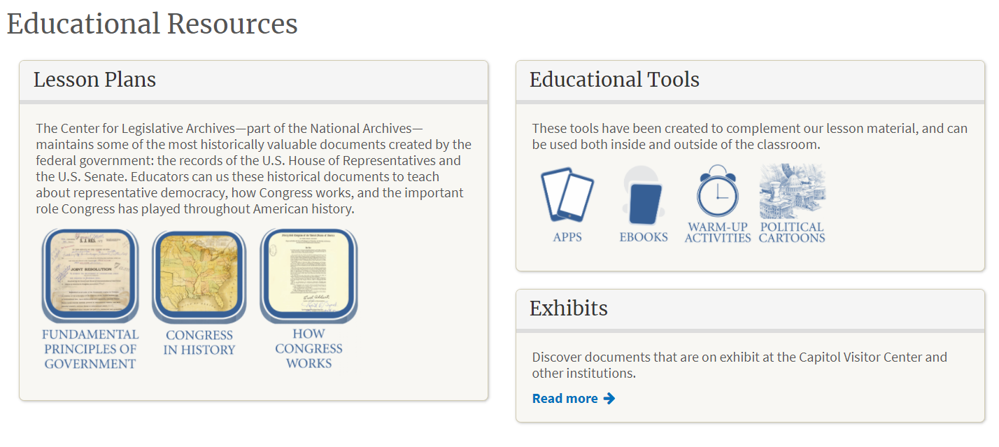 Educational Resources
Lesson Plans
The Center for Legislative Archives—part of the National Archives—
maintains some of the most historically valuable documents created by the
federal government: the records of the U.S. House of Representatives and
the U.S. Senate. Educators can us these historical documents to teach
about representative democracy, how Congress works, and the important
role Congress has played throughout American history.
S. J. RES.
JOINT RESOLUTION
FUNDAMENTAL
PRINCIPLES OF
GOVERNMENT
CONGRESS
IN HISTORY
HOW
CONGRESS
WORKS
Educational Tools
These tools have been created to complement our lesson material, and can
be used both inside and outside of the classroom.
APPS
EBOOKS
WARM-UP
ACTIVITIES
POLITICAL
CARTOONS
Exhibits
Discover documents that are on exhibit at the Capitol Visitor Center and
other institutions.
Read more